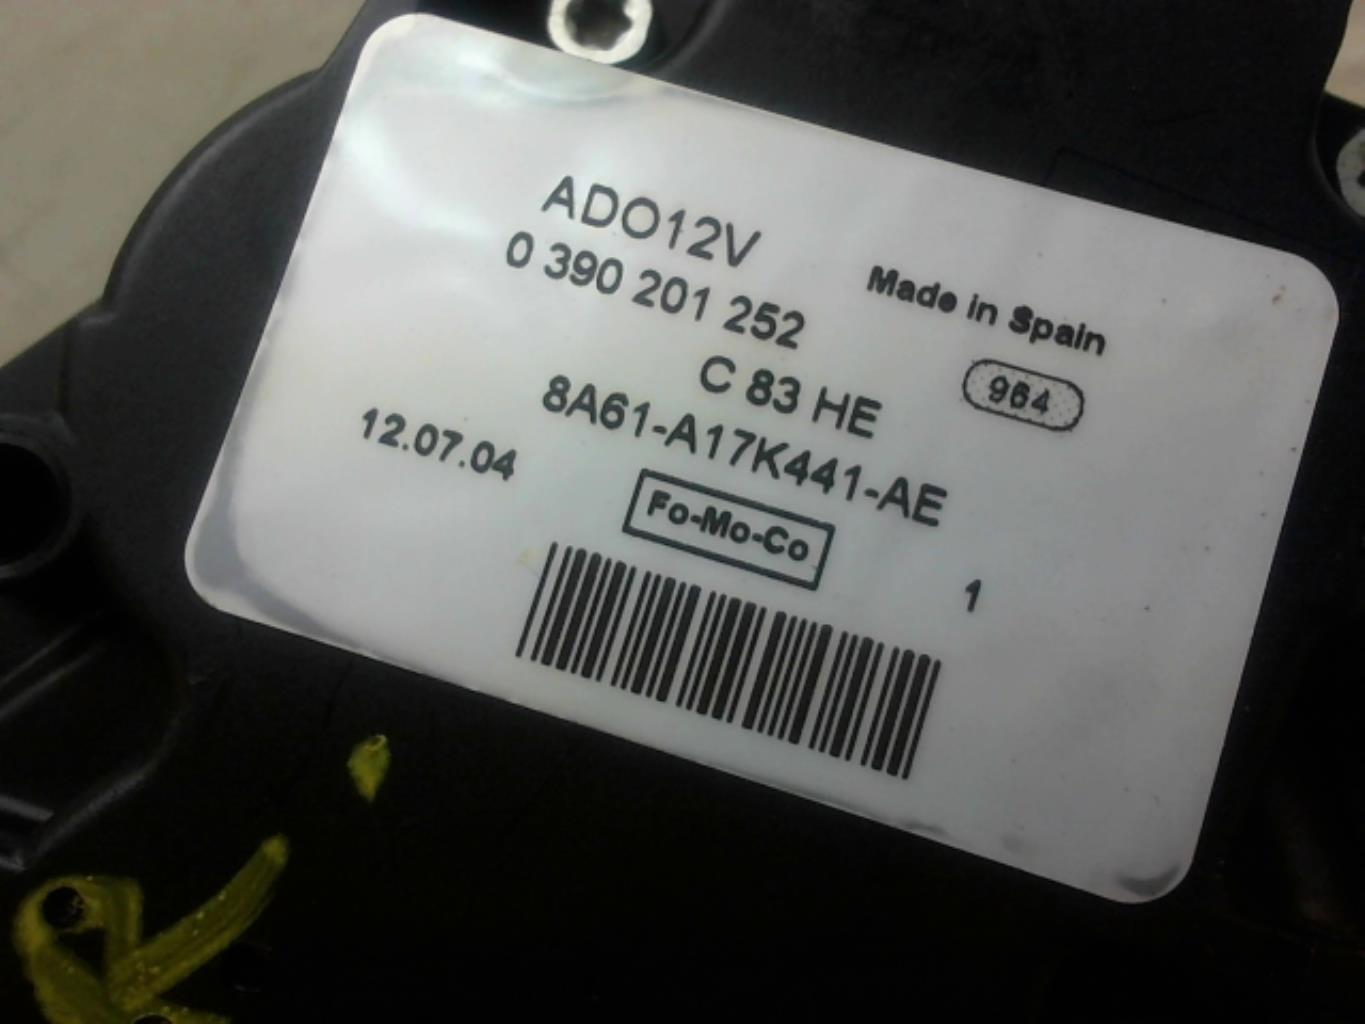 ADO12V
0 390 201 252
Made in Spain
C 83 HE
964
8A61-A17K441-AE
12.07.04
Fo-Mo-Co
1